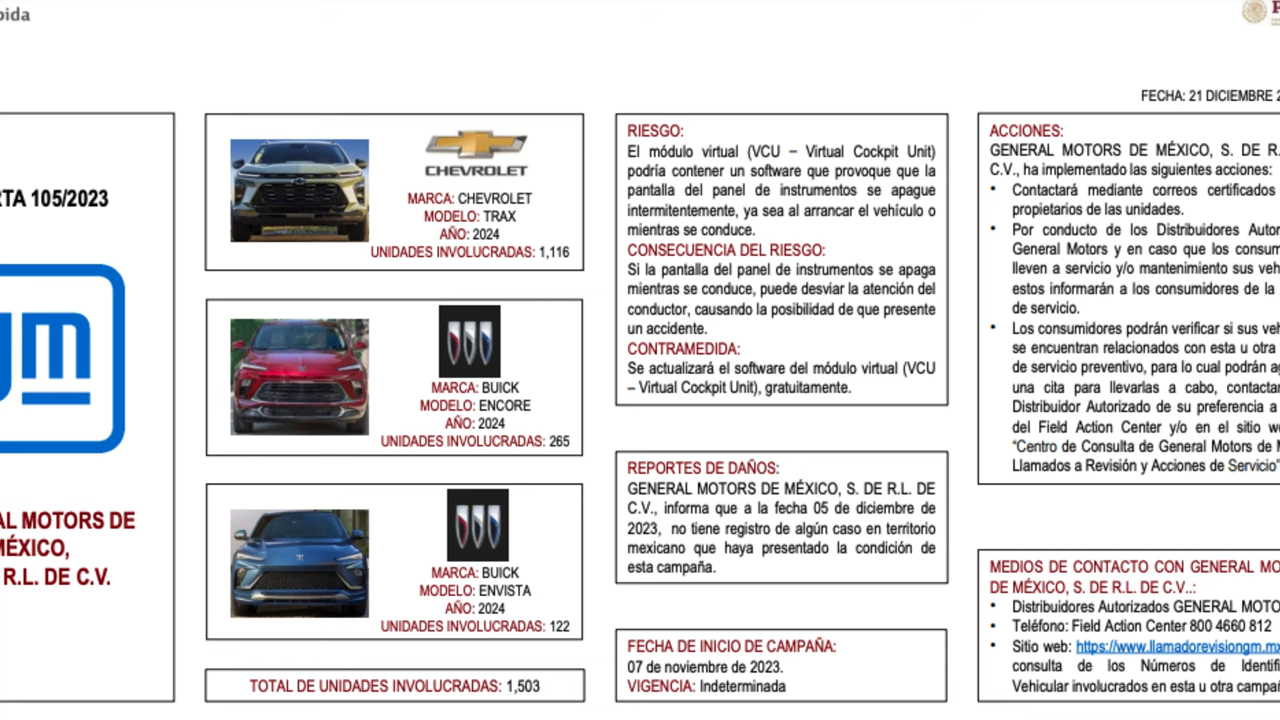 FECHA: 21 DICIEMBRE
105/2023
gm
MOTORS DE
MÉXICO,
R.L. DE C.V.
CHEVROLET
MARCA: CHEVROLET
MODELO: TRAX
AÑO: 2024
UNIDADES INVOLUCRADAS: 1,116
MARCA: BUICK
MODELO: ENCORE
AÑO: 2024
UNIDADES INVOLUCRADAS: 265
MARCA: BUICK
MODELO: ENVISTA
AÑO: 2024
UNIDADES INVOLUCRADAS: 122
TOTAL DE UNIDADES INVOLUCRADAS: 1,503
RIESGO:
El módulo virtual (VCU – Virtual Cockpit Unit)
podría contener un software que provoque que la
pantalla del panel de instrumentos se apague
intermitentemente, ya sea al arrancar el vehículo o
mientras se conduce.
CONSECUENCIA DEL RIESGO:
Si la pantalla del panel de instrumentos se apaga
mientras se conduce, puede desviar la atención del
conductor, causando la posibilidad de que presente
un accidente.
CONTRAMEDIDA:
Se actualizará el software del módulo virtual (VCU
– Virtual Cockpit Unit), gratuitamente.
REPORTES DE DAÑOS:
GENERAL MOTORS DE MÉXICO, S. DE R.L. DE
C.V., informa que a la fecha 05 de diciembre de
2023, no tiene registro de algún caso en territorio
mexicano que haya presentado la condición de
esta campaña.
FECHA DE INICIO DE CAMPAÑA:
07 de noviembre de 2023.
VIGENCIA: Indeterminada
ACCIONES:
GENERAL MOTORS DE MÉXICO, S. DE R.
C.V., ha implementado las siguientes acciones:
• Contactará mediante correos certificados
propietarios de las unidades.
• Por conducto de los Distribuidores
General Motors y en caso que los
lleven a servicio y/o mantenimiento sus
estos informarán a los consumidores de la
de servicio.
• Los consumidores podrán verificar si sus
se encuentran relacionados con esta u otra
de servicio preventivo, para lo cual podrán
una cita para llevarlas a cabo,
Distribuidor Autorizado de su preferencia a
del Field Action Center y/o en el sitio
“Centro de Consulta de General Motors de
Llamados a Revisión y Acciones de Servicio”
MEDIOS DE CONTACTO CON GENERAL
DE MÉXICO, S. DE R.L. DE C.V..:
• Distribuidores Autorizados GENERAL
• Teléfono: Field Action Center 800 4660 812
• Sitio web: https://www.llamadorevisiongm.mx
consulta de los Números de
Vehicular involucrados en esta u otra